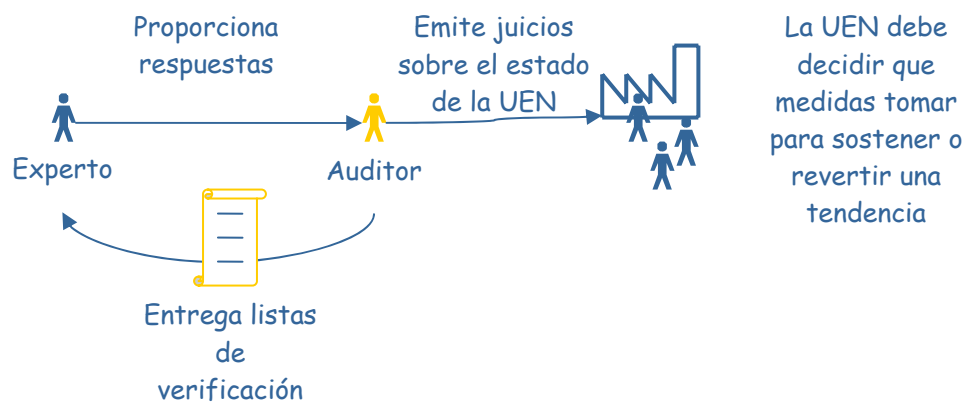 Proporciona
respuestas
Emite juicios
sobre el estado
de la UEN
La UEN debe
decidir que
medidas tomar
para sostener o
revertir una
tendencia
Experto
Auditor
Entrega listas
de
verificación